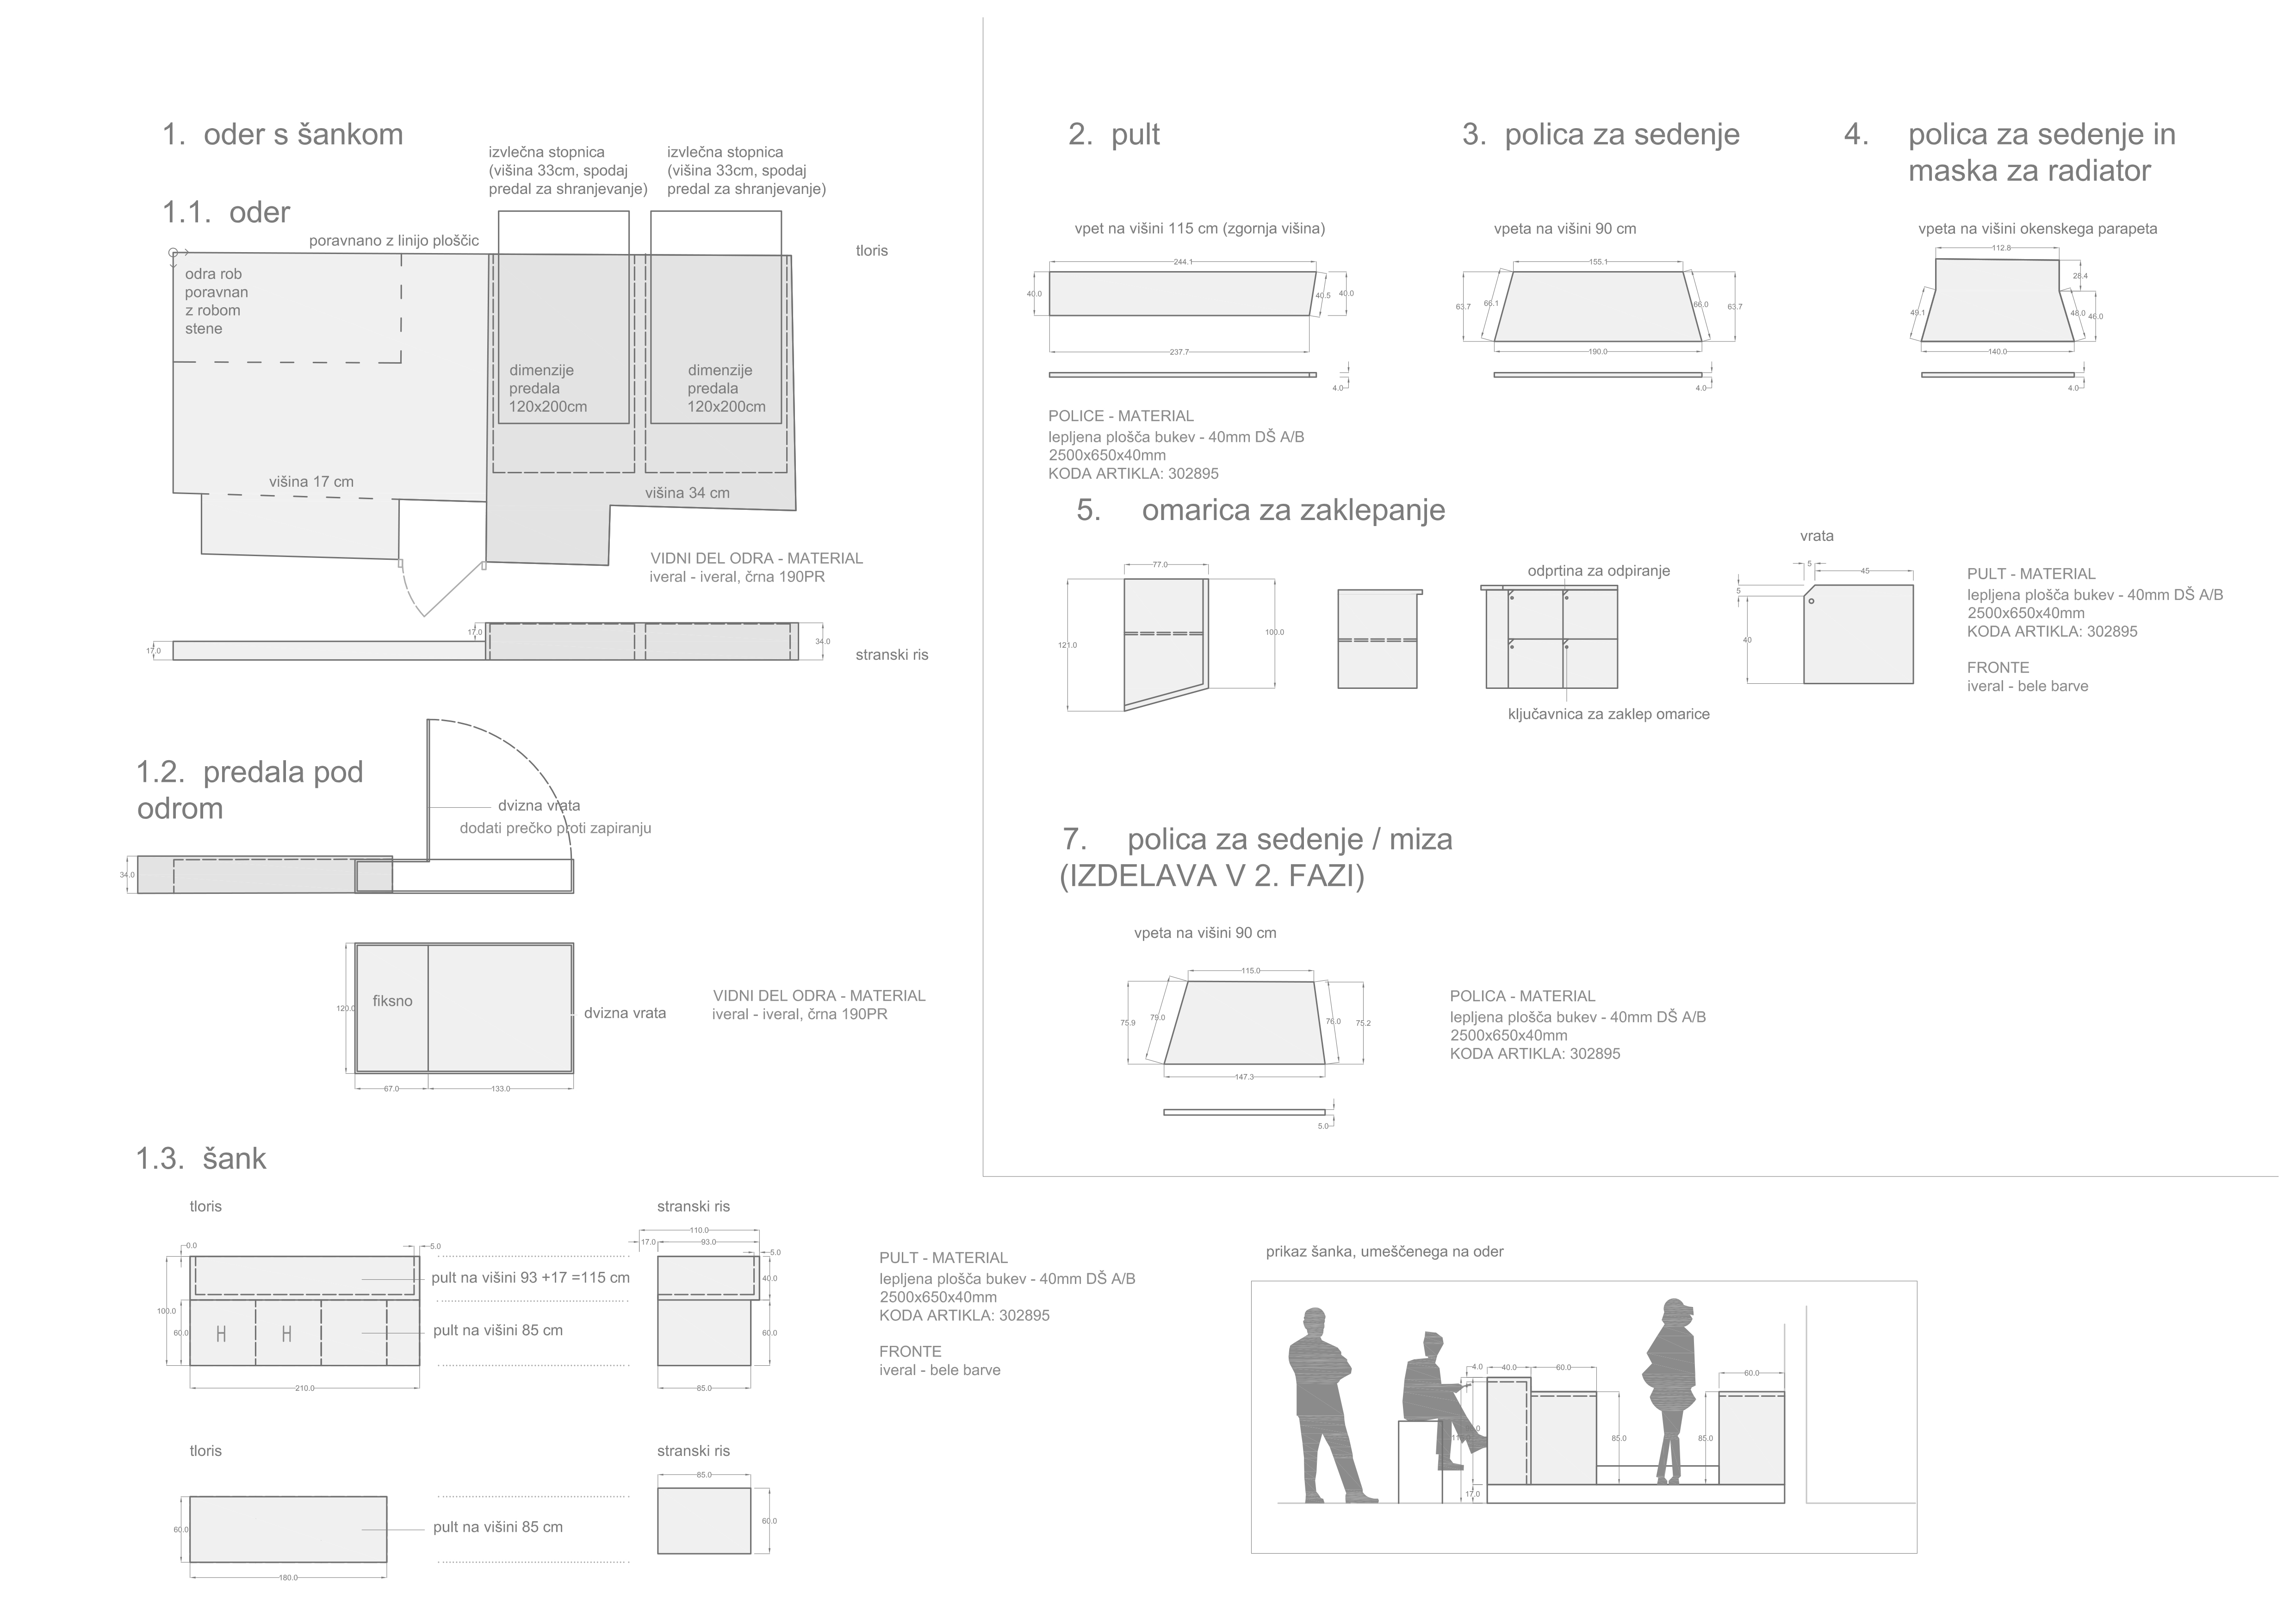 1. oder s šankom
1.1. oder
izvlečna stopnica
(višina 33cm, spodaj
predal za shranjevanje)
izvlečna stopnica
(višina 33cm, spodaj
predal za shranjevanje)
poravnano z linijo ploščic
tloris
odra rob
poravnan
z robom
stene
dimenzije
predala
120x200cm
dimenzije
predala
120x200cm
višina 17 cm
višina 34 cm
VIDNI DEL ODRA - MATERIAL
iveral - iveral, črna 190PR
17.0
17.0
34.0
stranski ris
1.2. predala pod
odrom
dvizna vrata
dodati prečko proti zapiranju
34.0
120.0
fiksno
dvizna vrata
67.0
133.0
VIDNI DEL ODRA - MATERIAL
iveral - iveral, črna 190PR
1.3. šank
tloris
0.0
5.0
100.0
60.0
210.0
pult na višini 93 +17 =115 cm
pult na višini 85 cm
stranski ris
110.0
17.0
93.0
5.0
40.0
60.0
85.0
PULT - MATERIAL
lepljena plošča bukev - 40mm DŠ A/B
2500x650x40mm
KODA ARTIKLA: 302895
FRONTE
iveral - bele barve
tloris
60.0
180.0
pult na višini 85 cm
stranski ris
85.0
60.0
2. pult
vpet na višini 115 cm (zgornja višina)
244.1
40.0
40.5
40.0
237.7
4.0
POLICE - MATERIAL
lepljena plošča bukev - 40mm DŠ A/B
2500x650x40mm
KODA ARTIKLA: 302895
3. polica za sedenje
vpeta na višini 90 cm
155.1
63.7
66.1
66.0
63.7
190.0
4.0
4. polica za sedenje in
maska za radiator
vpeta na višini okenskega parapeta
112.8
28.4
49.1
48.0
46.0
140.0
4.0
5. omarica za zaklepanje
77.0
121.0
100.0
odprtina za odpiranje
ključavnica za zaklep omarice
vrata
5
45
5
40
PULT - MATERIAL
lepljena plošča bukev - 40mm DŠ A/B
2500x650x40mm
KODA ARTIKLA: 302895
FRONTE
iveral - bele barve
7. polica za sedenje / miza
(IZDELAVA V 2. FAZI)
vpeta na višini 90 cm
115.0
75.9
79.0
76.0
75.2
147.3
5.0
POLICA - MATERIAL
lepljena plošča bukev - 40mm DŠ A/B
2500x650x40mm
KODA ARTIKLA: 302895
prikaz šanka, umeščenega na oder
4.0
40.0
60.0
60.0
85.0
85.0
17.0